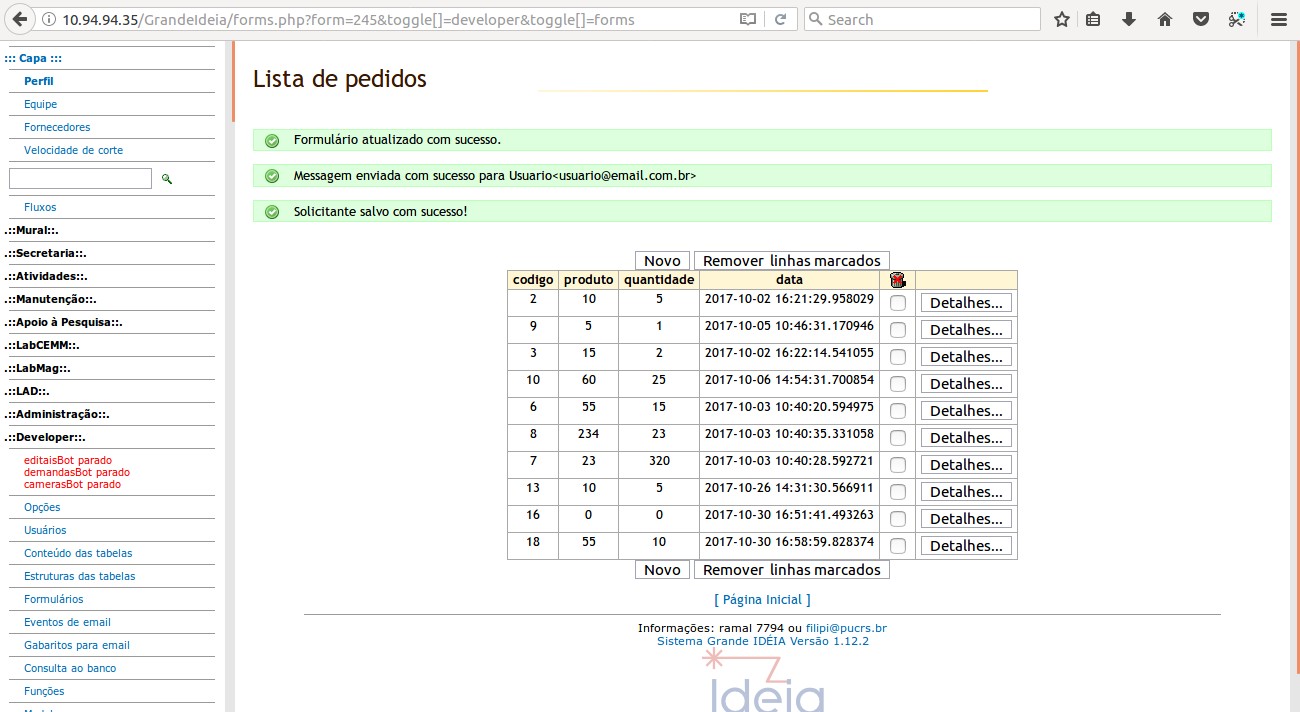 10.94.94.35/GrandeIdeia/forms.php?form=245&toggle[]=developer&toggle[]=forms
Search
::: Capa :::
Perfil
Equipe
Fornecedores
Velocidade de corte
Fluxos
.::Mural::.
.::Secretaria::.
.::Atividades::.
.::Manutenção::.
.::Apoio à Pesquisa::.
.::LabCEMM::.
.::LabMag::.
.::LAD::.
.::Administração::.
.::Developer::.
editaisBot parado
demandasBot parado
camerasBot parado
Opções
Usuários
Conteúdo das tabelas
Estruturas das tabelas
Formulários
Eventos de email
Gabaritos para email
Consulta ao banco
Funções
Lista de pedidos
Formulário atualizado com sucesso.
Messagem enviada com sucesso para Usuario<usuario@email.com.br>
Solicitante salvo com sucesso!
Novo Remover linhas marcados
codigo produto quantidade data
2 10 5 2017-10-02 16:21:29.958029 Detalhes...
9 5 1 2017-10-05 10:46:31.170946 Detalhes...
3 15 2 2017-10-02 16:22:14.541055 Detalhes...
10 60 25 2017-10-06 14:54:31.700854 Detalhes...
6 55 15 2017-10-03 10:40:20.594975 Detalhes...
8 234 23 2017-10-03 10:40:35.331058 Detalhes...
7 23 320 2017-10-03 10:40:28.592721 Detalhes...
13 10 5 2017-10-26 14:31:30.566911 Detalhes...
16 0 0 2017-10-30 16:51:41.493263 Detalhes...
18 55 10 2017-10-30 16:58:59.828374 Detalhes...
Novo Remover linhas marcados
[ Página Inicial ]
Informações: ramal 7794 ou filipi@pucrs.br
Sistema Grande IDÉIA Versão 1.12.2
Ideia